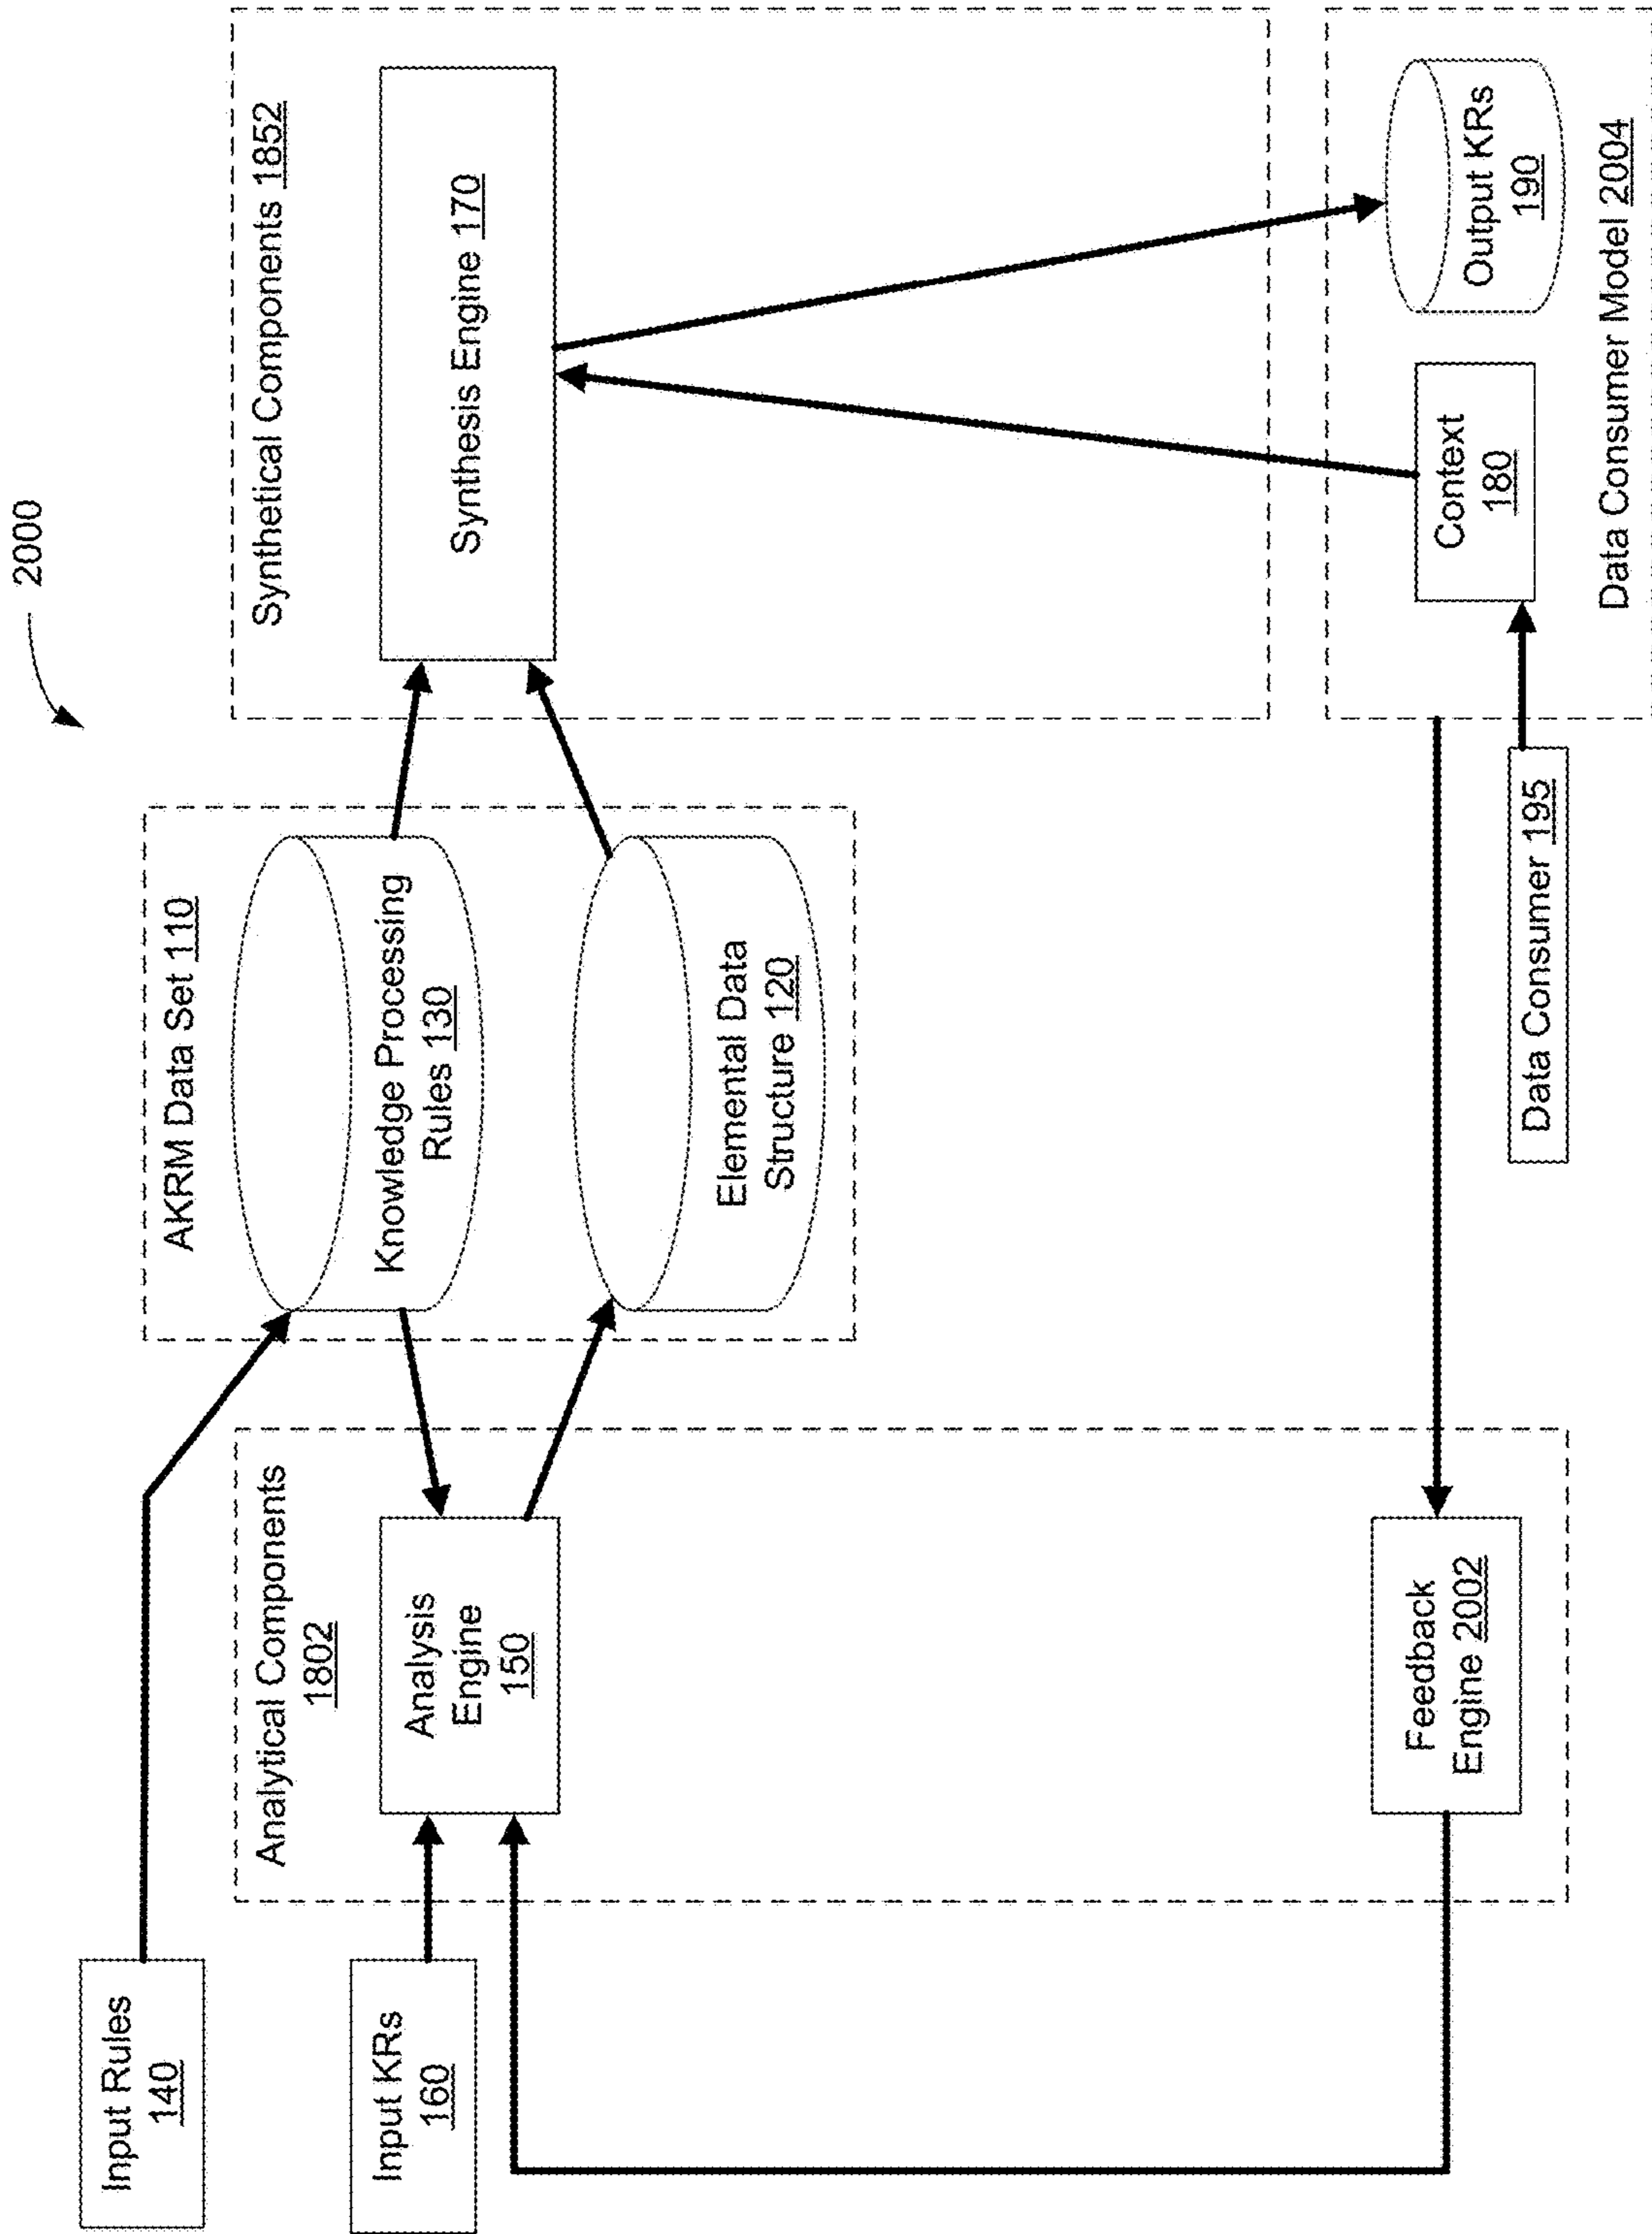 2000
Input Rules
140
Input KRs
160
Analytical Components
1802
Analysis
Engine
150
Feedback
Engine 2002
AKRM Data Set 110
Knowledge Processing
Rules 130
Elemental Data
Structure 120
Synthetical Components 1852
Synthesis Engine 170
Data Consumer 195
Context
180
Output KRs
190
Data Consumer Model 2004